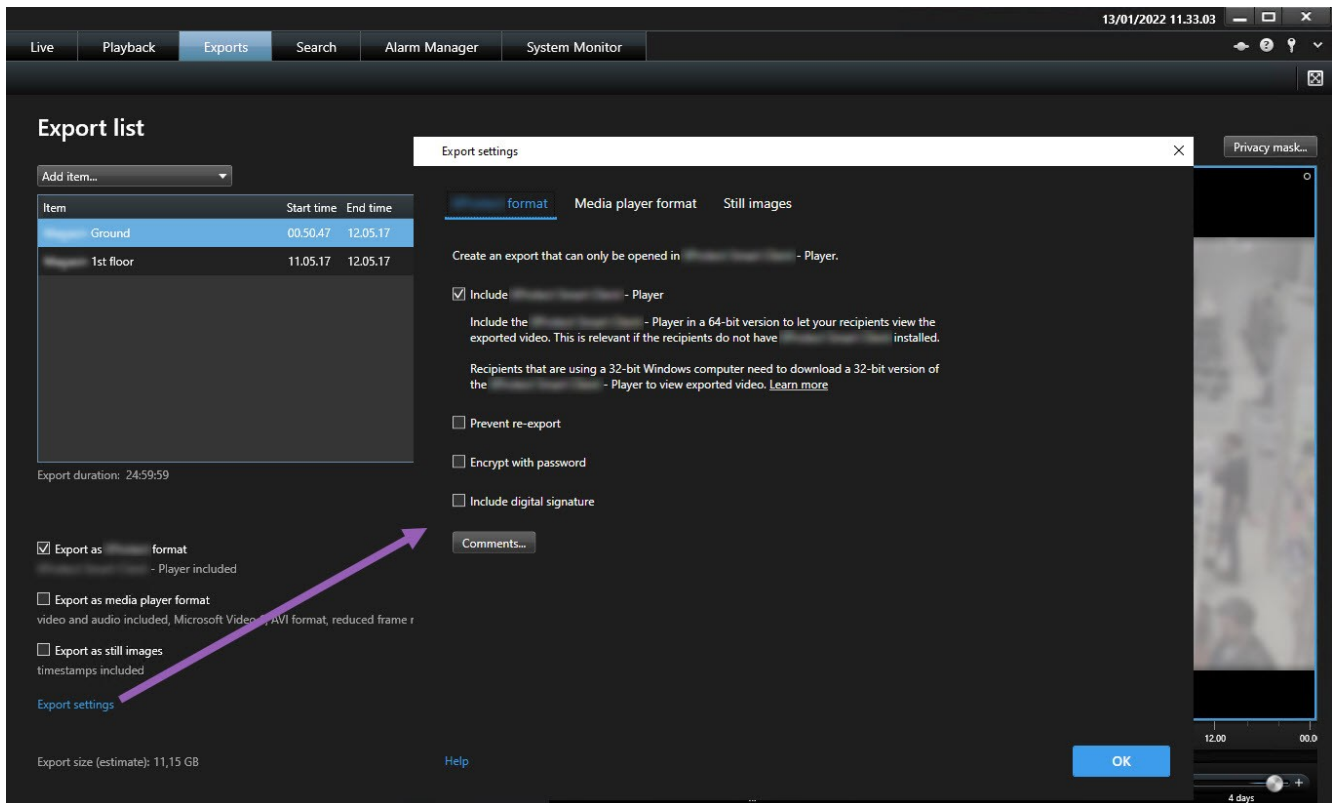 13/01/2022 11.33.03
Live Playback Exports Search Alarm Manager System Monitor
Export list
Privacy mask...
Add item...
Item Start time End time
Ground 00.50.47 12.05.17
1st floor 11.05.17 12.05.17
Export duration: 24:59:59
Export as format
- Player included
Export as media player format
video and audio included, Microsoft Video AVI format, reduced frame r
Export as still images
timestamps included
Export settings
Export size (estimate): 11,15 GB
Export settings
format Media player format Still images
Create an export that can only be opened in - Player.
Include - Player
Include the - Player in a 64-bit version to let your recipients view the
exported video. This is relevant if the recipients do not have installed.
Recipients that are using a 32-bit Windows computer need to download a 32-bit version of
the - Player to view exported video. Learn more
Prevent re-export
Encrypt with password
Include digital signature
Comments...
Help
OK
12.00 00.0
4 days